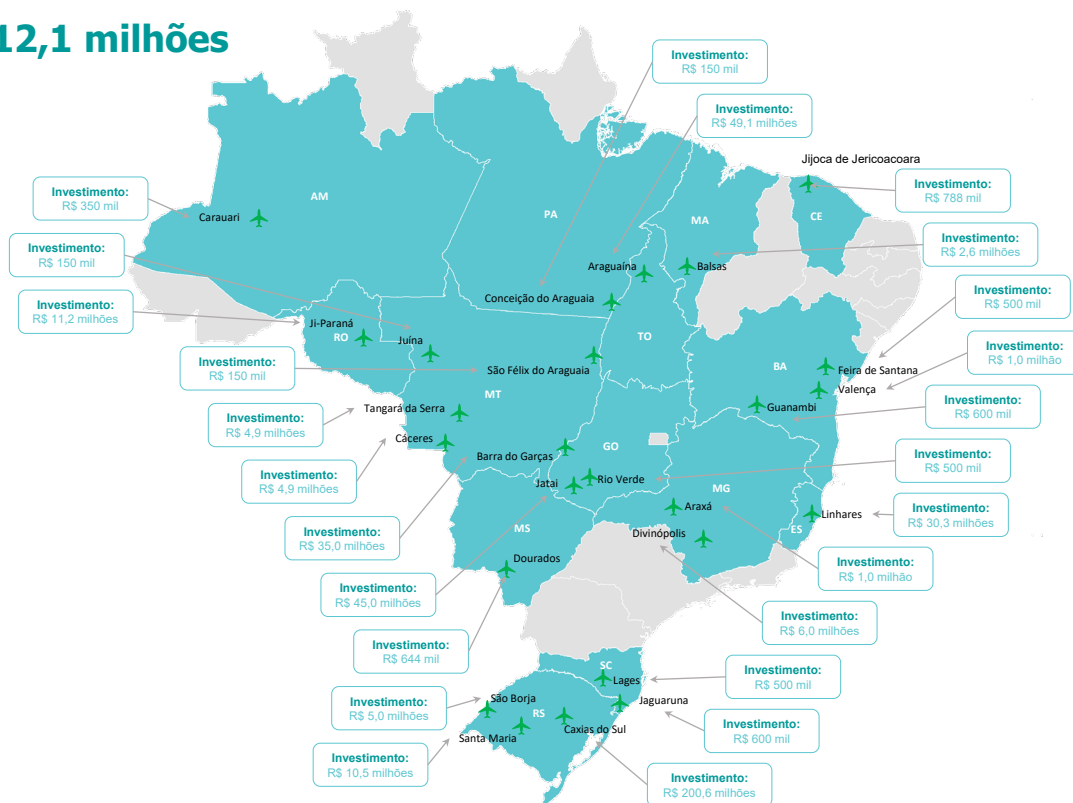 12,1 milhões
Investimento:
R$ 150 mil
Investimento:
R$ 49,1 milhões
Jijoca de Jericoacoara
Investimento:
R$ 788 mil
Investimento:
R$ 350 mil
Carauari
AM
PA
MA
CE
Investimento:
R$ 150 mil
Investimento:
R$ 2,6 milhões
Araguaína
Balsas
Conceição do Araguaia
Investimento:
R$ 11,2 milhões
Investimento:
R$ 500 mil
Ji-Paraná
RO
Juína
TO
Investimento:
R$ 1,0 milhão
Investimento:
R$ 150 mil
São Félix do Araguaia
BA
Feira de Santana
Valença
MT
Guanambi
Investimento:
R$ 600 mil
Tangará da Serra
Investimento:
R$ 4,9 milhões
Cáceres
GO
Barra do Garças
Investimento:
R$ 500 mil
Investimento:
R$ 4,9 milhões
Jatai
Rio Verde
MG
Araxá
Linhares
Investimento:
R$ 30,3 milhões
ES
MS
Divinópolis
Investimento:
R$ 35,0 milhões
Dourados
Investimento:
R$ 1,0 milhão
Investimento:
R$ 45,0 milhões
Investimento:
R$ 6,0 milhões
Investimento:
R$ 644 mil
SC
Lages
Investimento:
R$ 500 mil
São Borja
Jaguaruna
Investimento:
R$ 5,0 milhões
RS
Santa Maria
Caxias do Sul
Investimento:
R$ 600 mil
Investimento:
R$ 10,5 milhões
Investimento:
R$ 200,6 milhões